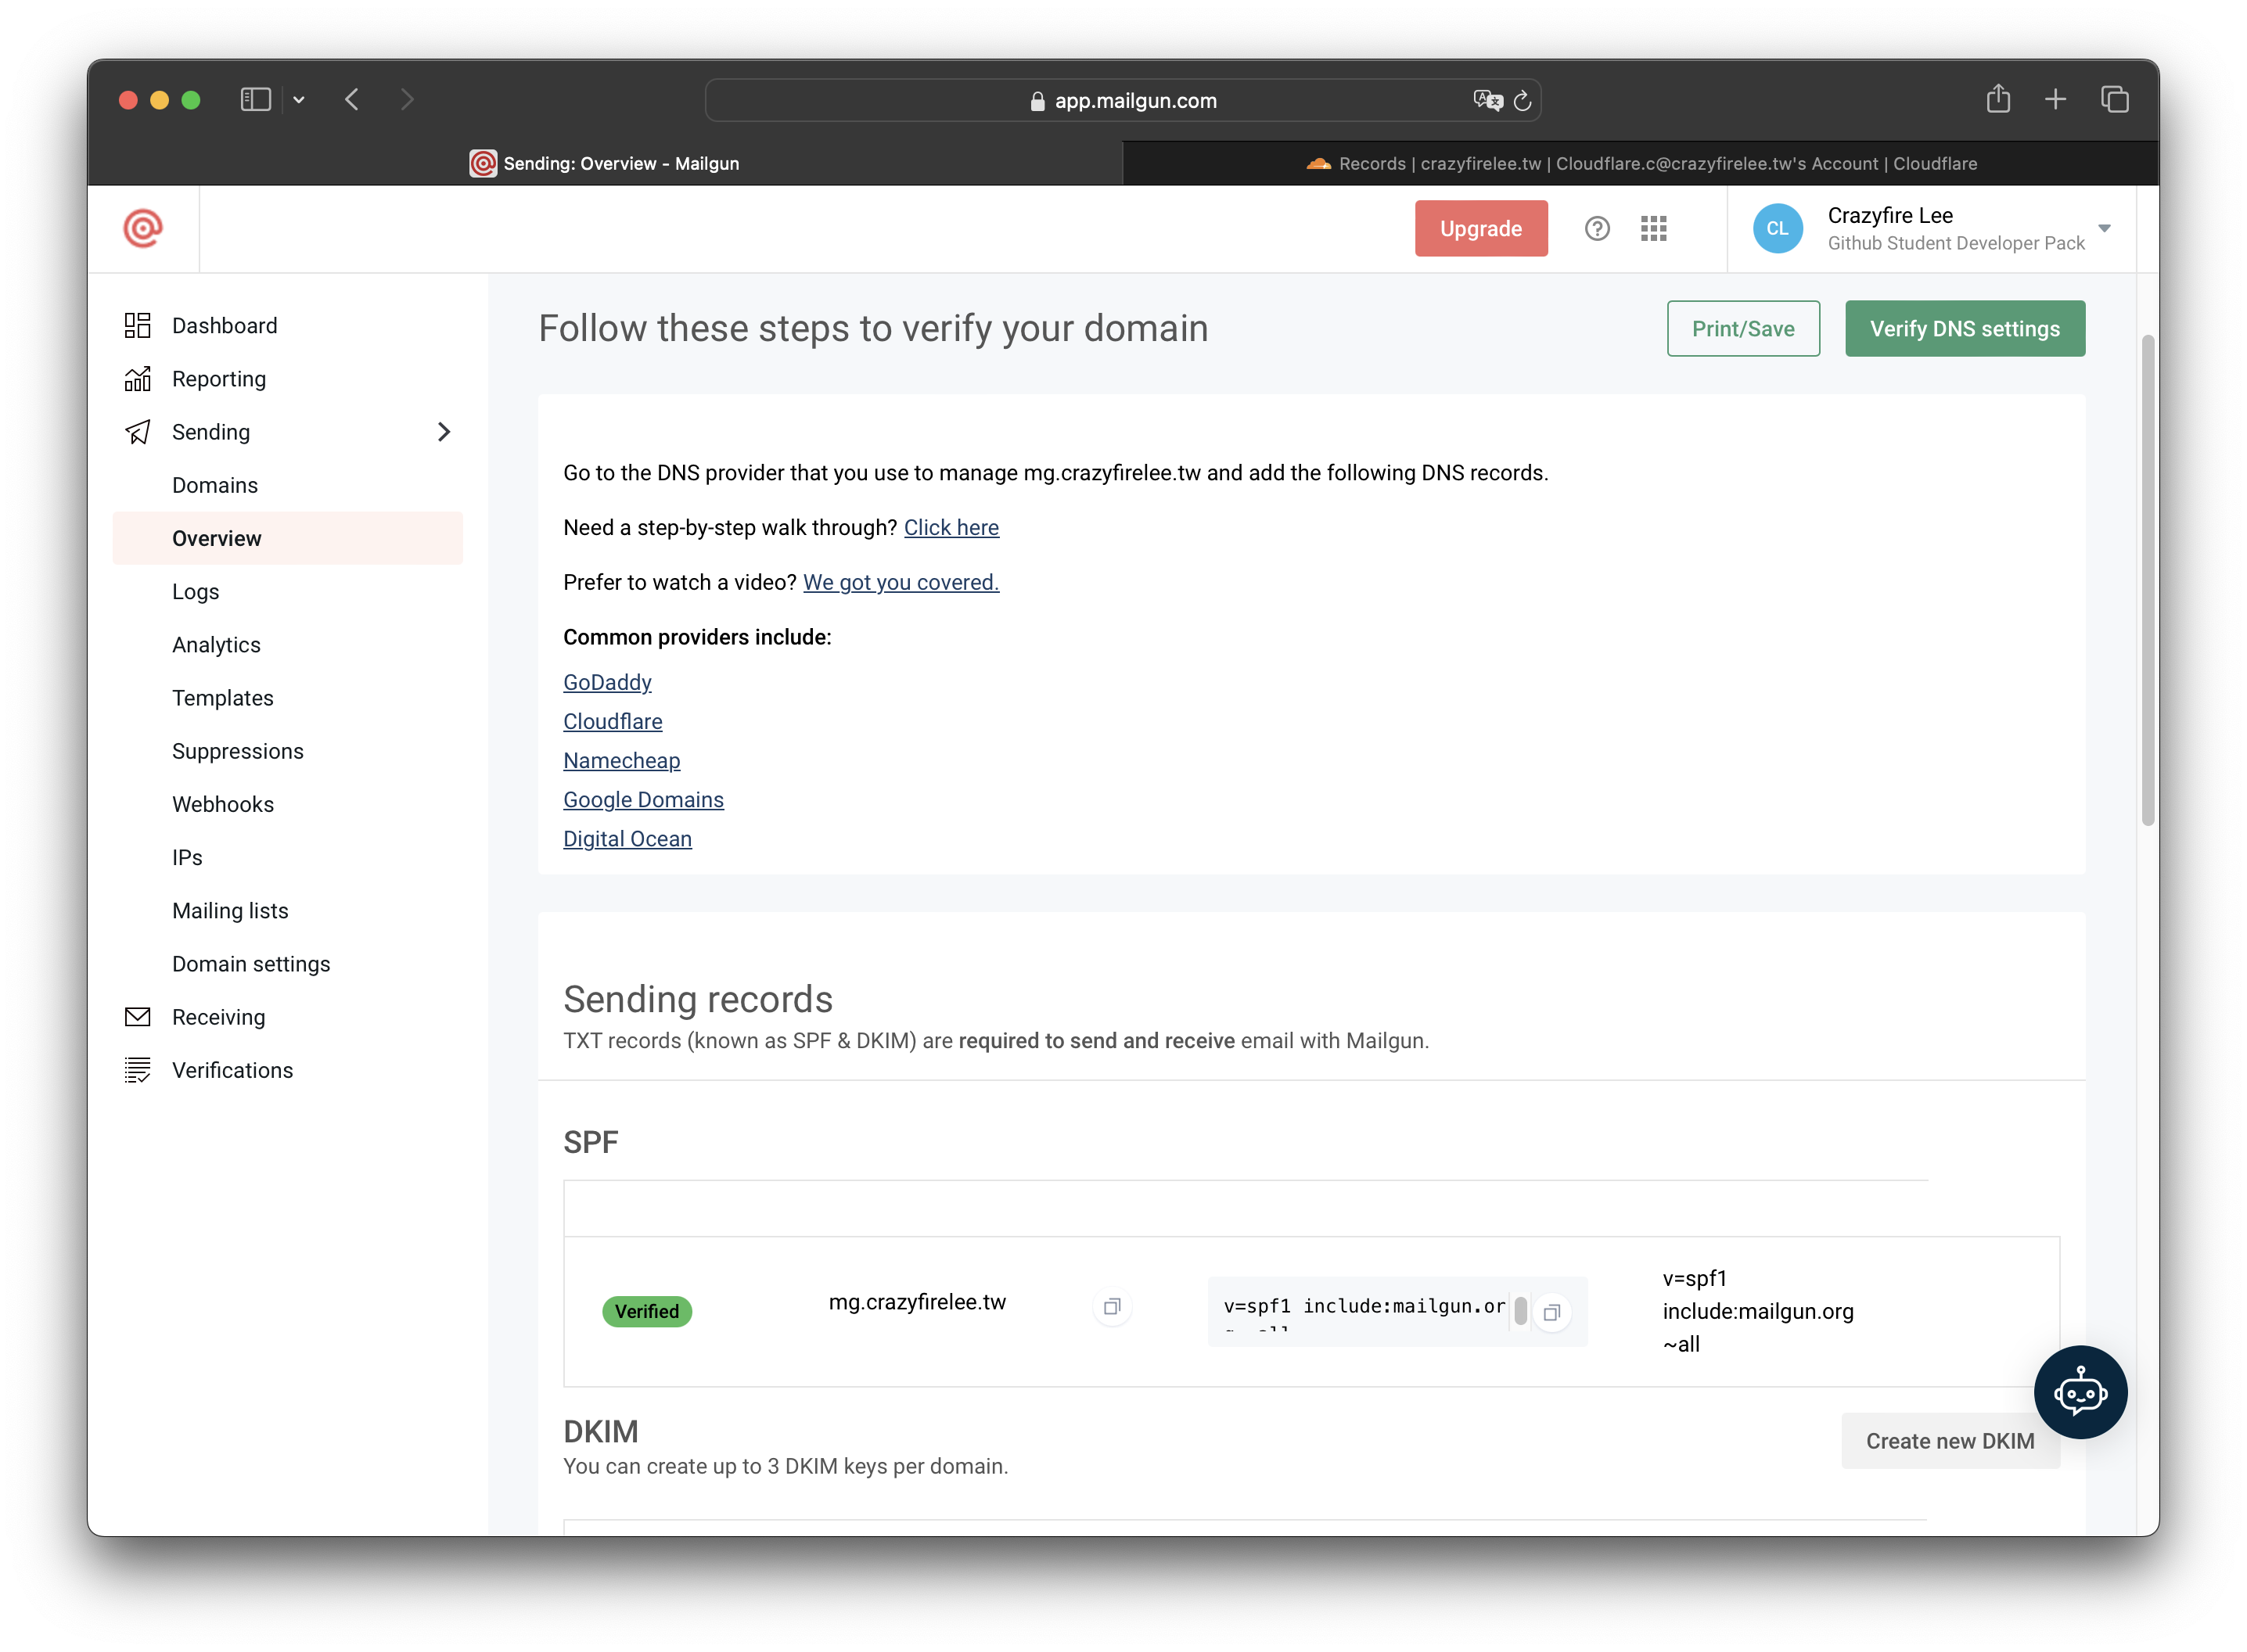 app.mailgun.com
Sending: Overview - Mailgun
Records | crazyfirelee.tw | Cloudflare.c@crazyfirelee.tw's Account | Cloudflare
Upgrade
CL
Crazyfire Lee
Github Student Developer Pack
Dashboard
Reporting
Sending
Domains
Overview
Logs
Analytics
Templates
Suppressions
Webhooks
IPs
Mailing lists
Domain settings
Receiving
Verifications
Follow these steps to verify your domain
Print/Save
Verify DNS settings
Go to the DNS provider that you use to manage mg.crazyfirelee.tw and add the following DNS records.
Need a step-by-step walk through? Click here
Prefer to watch a video? We got you covered.
Common providers include:
GoDaddy
Cloudflare
Namecheap
Google Domains
Digital Ocean
Sending records
TXT records (known as SPF & DKIM) are required to send and receive email with Mailgun.
SPF
Verified
mg.crazyfirelee.tw
v=spf1 include:mailgun.or
v=spf1
include:mailgun.org
~all
DKIM
You can create up to 3 DKIM keys per domain.
Create new DKIM